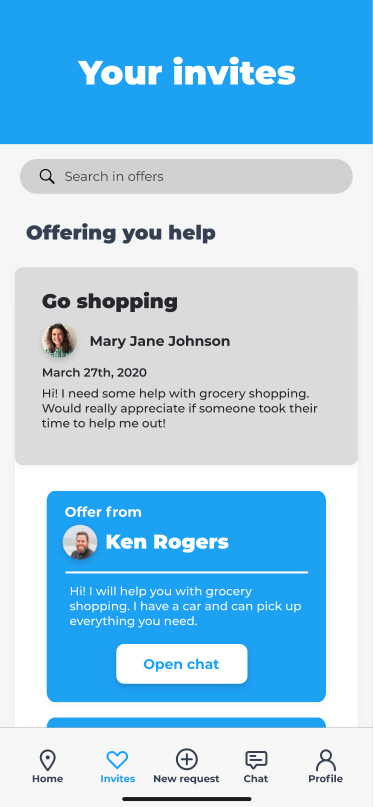 Your invites
Search in offers
Offering you help
Go shopping
Mary Jane Johnson
March 27th, 2020
Hi! I need some help with grocery shopping.
Would really appreciate if someone took their
time to help me out!
Offer from
Ken Rogers
Hi! I will help you with grocery
shopping. I have a car and can pick up
everything you need.
Open chat
Home
Invites
New request
Chat
Profile